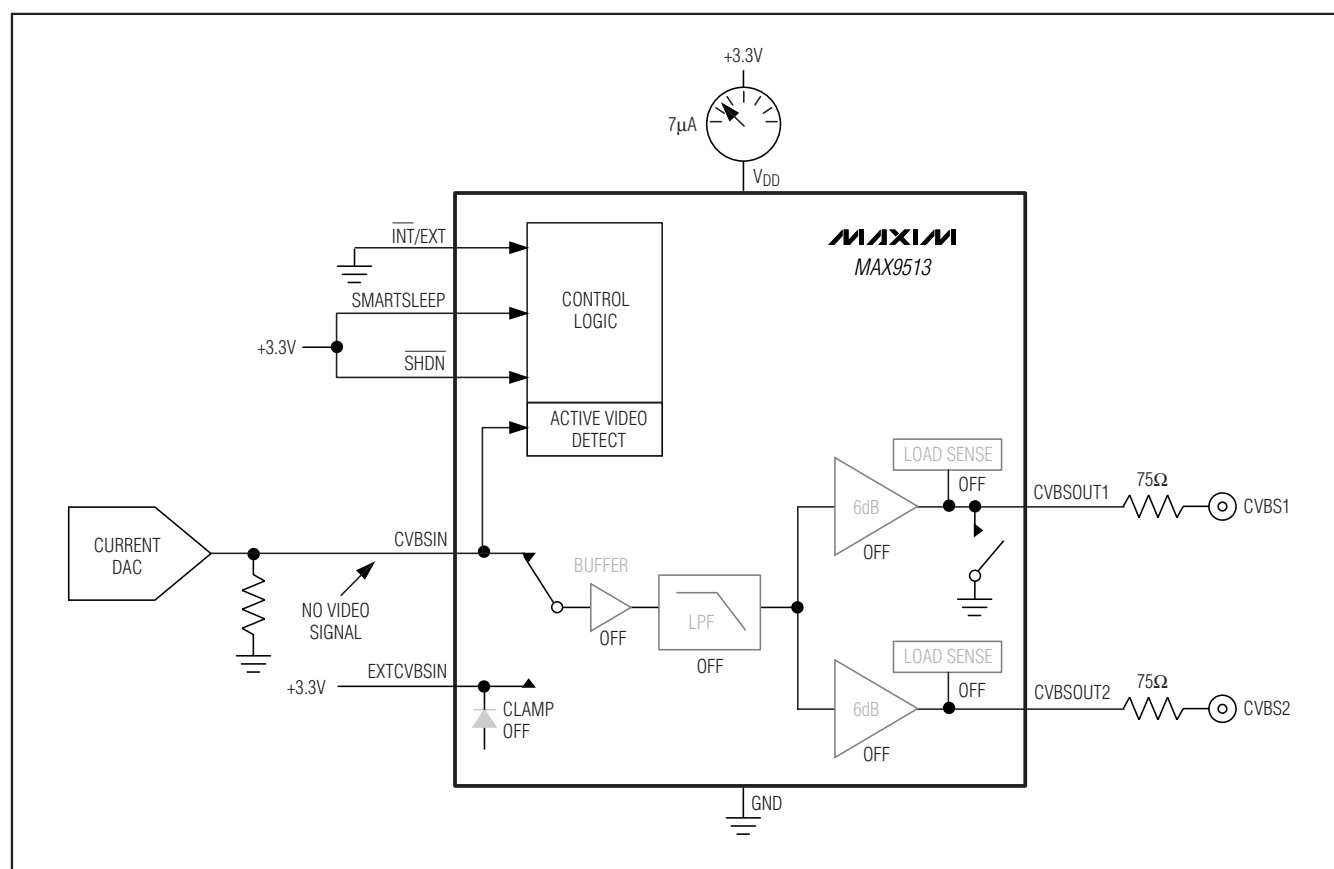 +3.3V
7µA
VDD
MAXIM
MAX9513
INT/EXT
SMARTSLEEP
+3.3V
SHDN
CONTROL
LOGIC
ACTIVE VIDEO
DETECT
LOAD SENSE
OFF
6dB
OFF
CVBSOUT1
75Ω
CVBS1
CURRENT
DAC
CVBSIN
NO VIDEO
SIGNAL
BUFFER
OFF
LPF
OFF
LOAD SENSE
OFF
6dB
OFF
CVBSOUT2
75Ω
CVBS2
EXTCVBSIN
+3.3V
CLAMP
OFF
GND